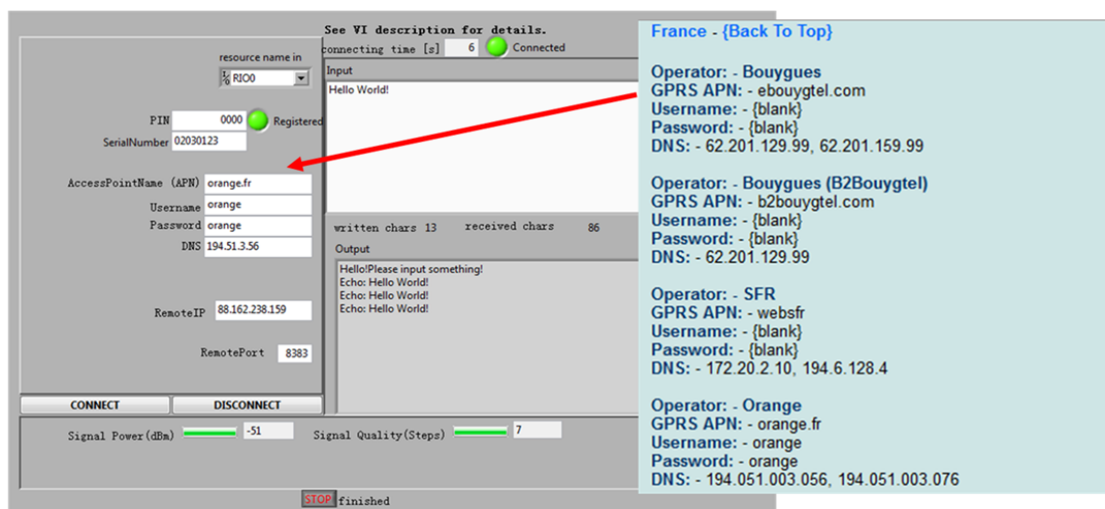 See VI description for details.
connecting time [s] 6 Connected
resource name in
RIO0
PIN 0000 Registered
SerialNumber 02030123
AccessPointName (APN) orange.fr
Username orange
Password orange
DNS 194.51.3.56
RemoteIP 88.162.238.159
RemotePort 8383
CONNECT DISCONNECT
Input
Hello World!
written chars 13 received chars 86
Output
Hello!Please input something!
Echo: Hello World!
Echo: Hello World!
Echo: Hello World!
Signal Power(dBm) -51 Signal Quality(Steps) 7
STOP finished
France - {Back To Top}
Operator: - Bouygues
GPRS APN: - ebouygtel.com
Username: - {blank}
Password: - {blank}
DNS: - 62.201.129.99, 62.201.159.99
Operator: - Bouygues (B2Bouygtel)
GPRS APN: - b2bouygtel.com
Username: - {blank}
Password: - {blank}
DNS: - 62.201.129.99
Operator: - SFR
GPRS APN: - websfr
Username: - {blank}
Password: - {blank}
DNS: - 172.20.2.10, 194.6.128.4
Operator: - Orange
GPRS APN: - orange.fr
Username: - orange
Password: - orange
DNS: - 194.051.003.056, 194.051.003.076